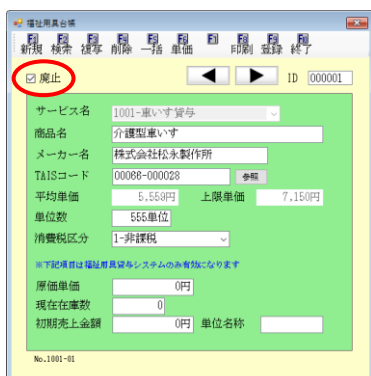 福祉用具台帳
F1 F2 F3 F4 F5 F6 F7 F8 F9 F10
新規 検索 複写 削除 一括 単価 印刷 登録 終了
廃止 ID 000001
サービス名 1001-車いす貸与
商品名 介護型車いす
メーカー名 株式会社松永製作所
TAISコード 00066-000028 参照
平均単価 5,559円 上限単価 7,150円
単位数 555単位
消費税区分 1-非課税
※下記項目は福祉用具貸与システムのみ有効になります
原価単価 0円
現在在庫数 0
初期売上金額 0円 単位名称
No.1001-01